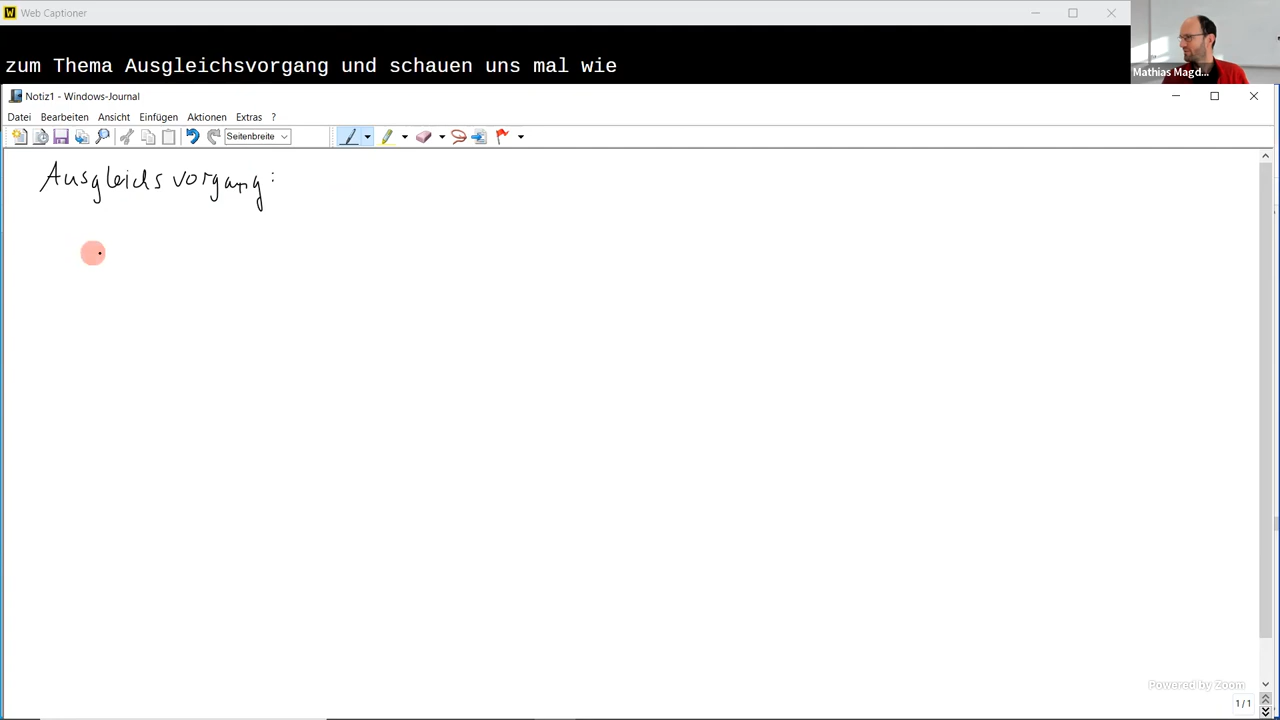 Web Captioner
zum Thema Ausgleichsvorgang und schauen uns mal wie
Mathias Magd...
Notiz1 - Windows-Journal
Datei Bearbeiten Ansicht Einfügen Aktionen Extras ?
Seitenbreite
Ausgleichsvorgang:
Powered by Zoom
1/1